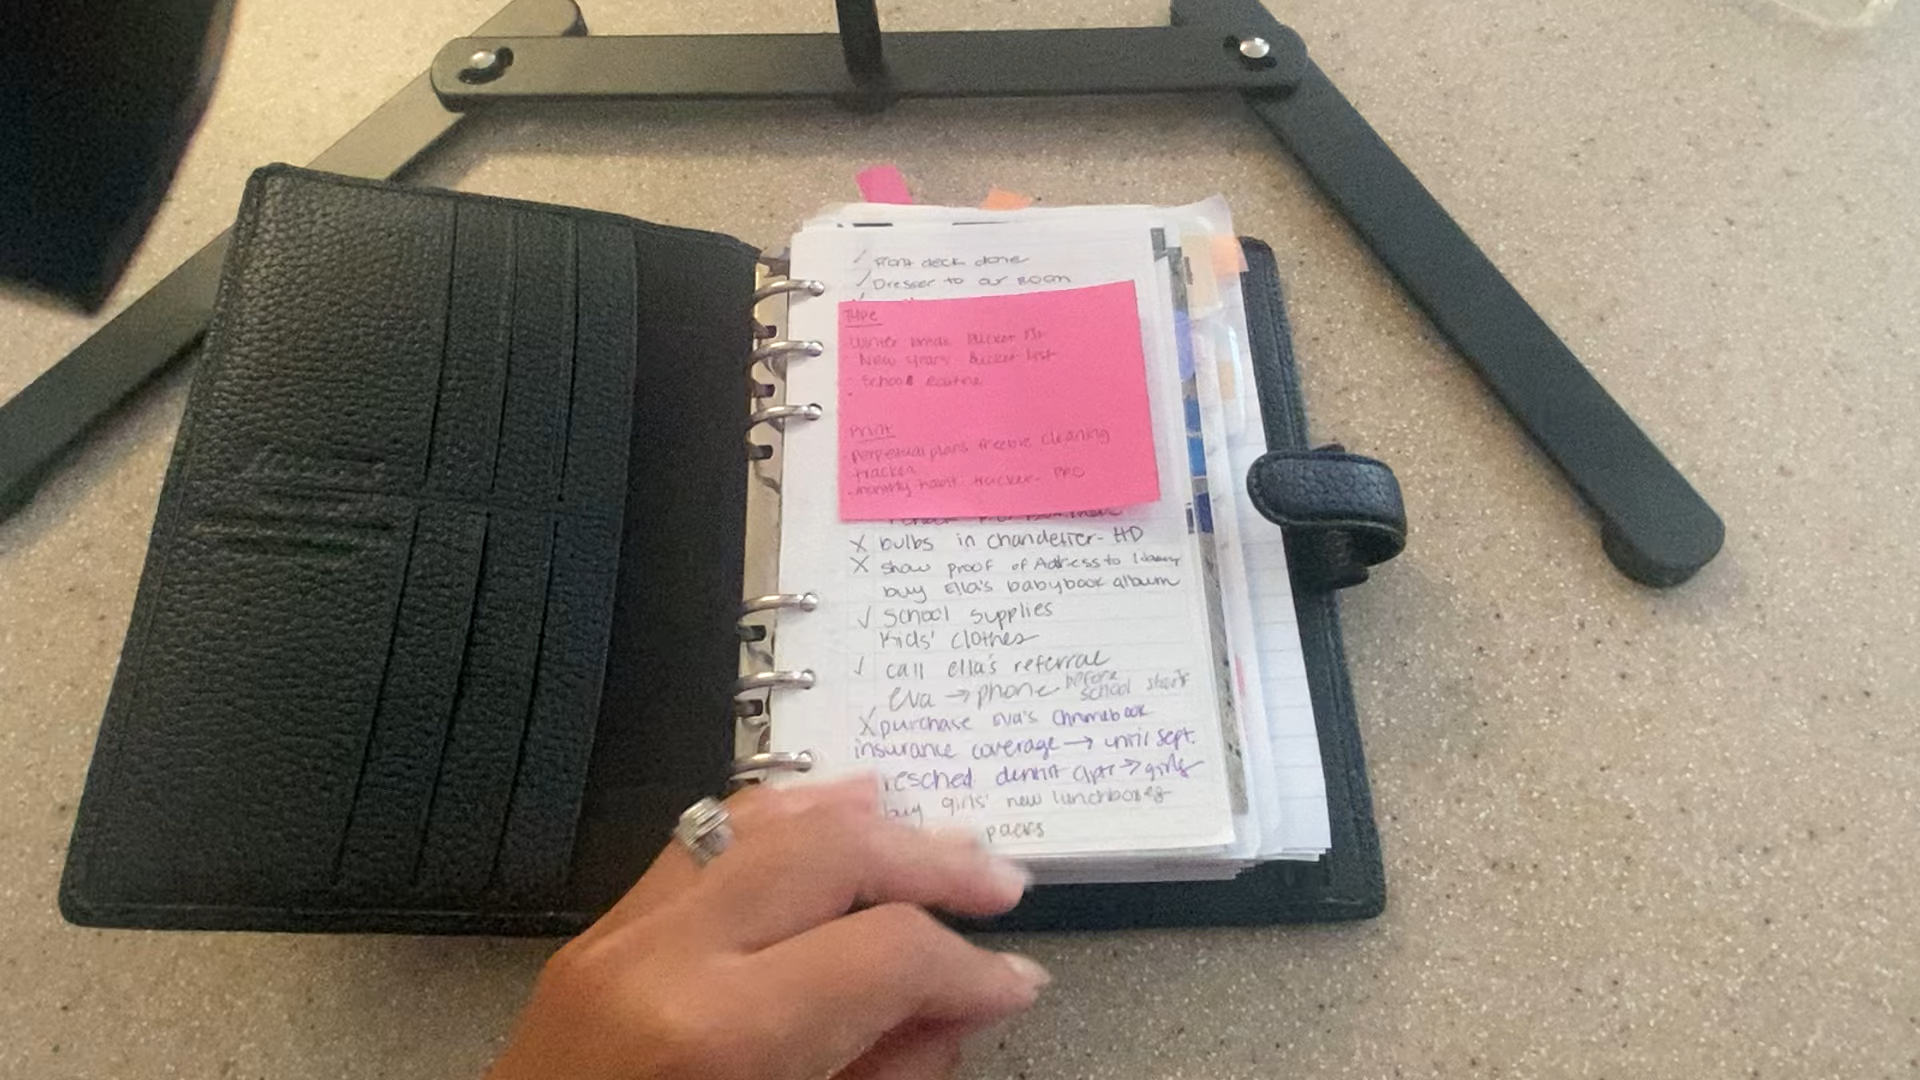 ✓ Front deck done
✓ Dresser to our room
Type
Winter break Bucket list
New years Bucket list
School routine
Print
- perpetual plans freebie cleaning
tracker
- monthly habit tracker - PRO
X bulbs in chandelier - HD
X show proof of Address to library
buy Ella's babybook album
✓ School supplies
Kids' clothes
✓ call ella's referral
eva → phone before
school starts
X purchase Eva's Chromebook
insurance coverage → until Sept.
resched dentist apt → girls
buy girls' new lunchboxes
packs